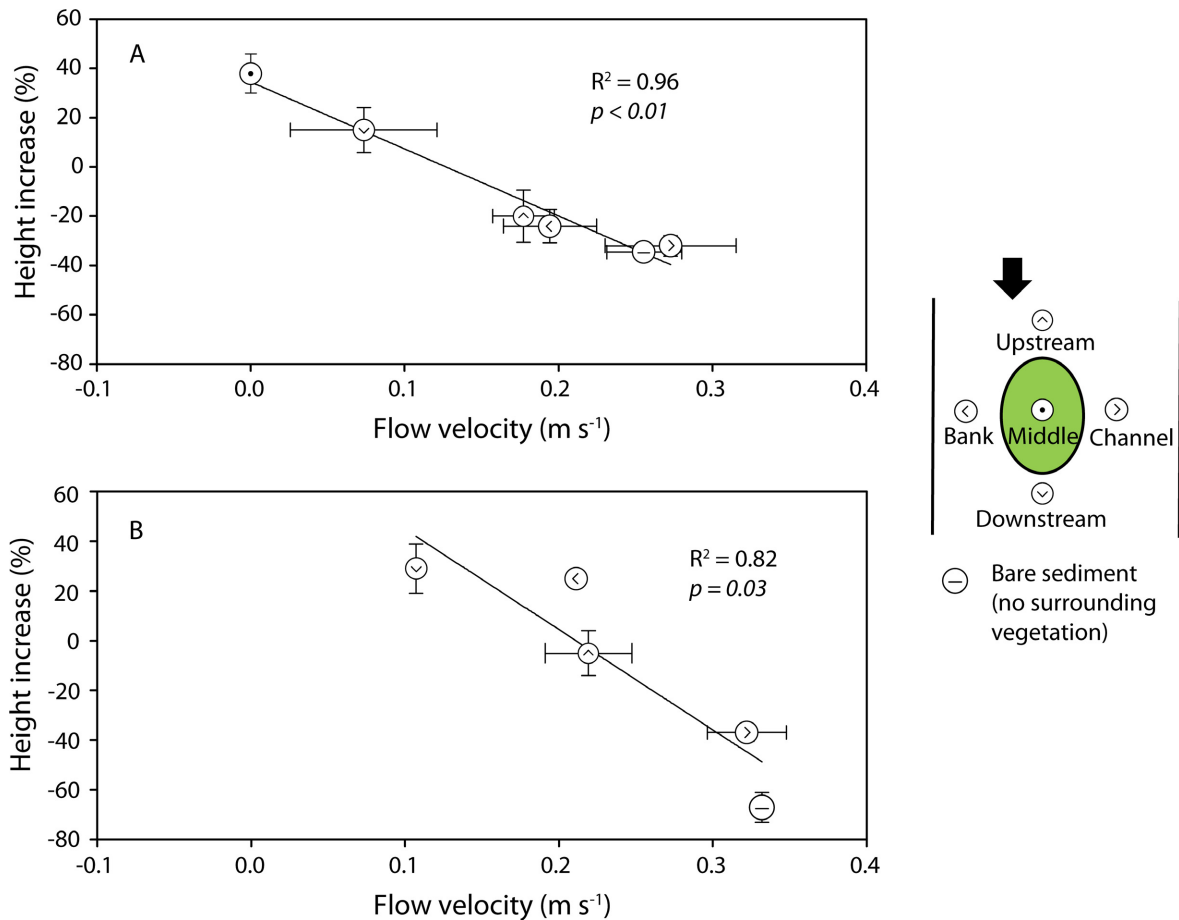 A
R² = 0.96
p < 0.01
60
40
20
0
-20
-40
-60
-80
-0.1 0.0 0.1 0.2 0.3 0.4
Height increase (%)
Flow velocity (m s⁻¹)
B
R² = 0.82
p = 0.03
60
40
20
0
-20
-40
-60
-80
-0.1 0.0 0.1 0.2 0.3 0.4
Height increase (%)
Flow velocity (m s⁻¹)
Upstream
Bank Middle Channel
Downstream
Bare sediment
(no surrounding
vegetation)